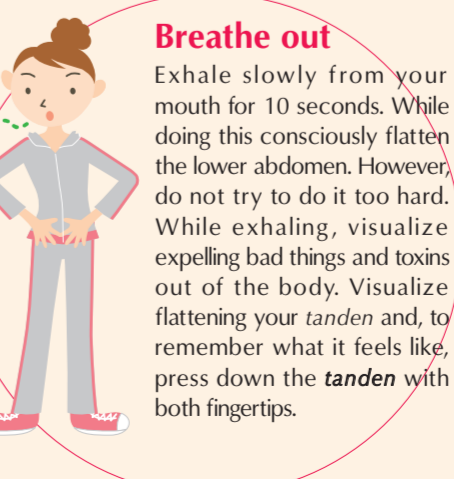 Breathe out
Exhale slowly from your
mouth for 10 seconds. While
doing this consciously flatten
the lower abdomen. However,
do not try to do it too hard.
While exhaling, visualize
expelling bad things and toxins
out of the body. Visualize
flattening your tanden and, to
remember what it feels like,
press down the tanden with
both fingertips.